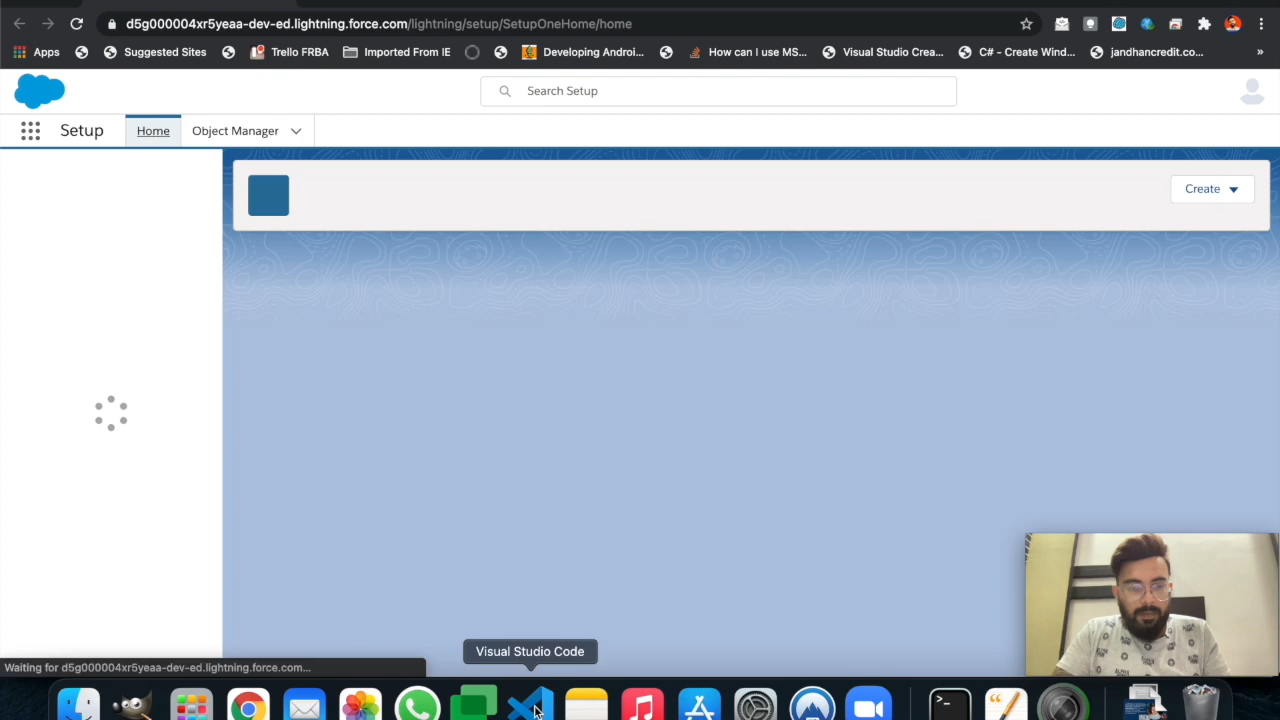 d5g000004xr5yeaa-dev-ed.lightning.force.com/lightning/setup/SetupOneHome/home
Apps Suggested Sites Trello FRBA Imported From IE Developing Androi... How can I use MS... Visual Studio Crea... C# - Create Wind... jandhancredit.co... »
Search Setup
Setup Home Object Manager
Create
Waiting for d5g000004xr5yeaa-dev-ed.lightning.force.com...
Visual Studio Code